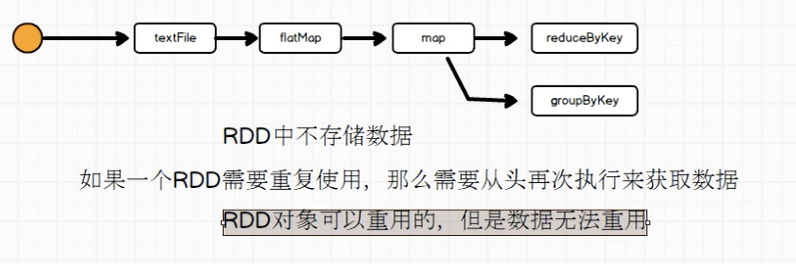 textFile
flatMap
map
reduceByKey
groupByKey
RDD中不存储数据
如果一个RDD需要重复使用，那么需要从头再次执行来获取数据
RDD对象可以重用的，但是数据无法重用